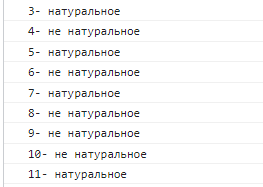 3- натуральное
4- не натуральное
5- натуральное
6- не натуральное
7- натуральное
8- не натуральное
9- не натуральное
10- не натуральное
11- натуральное